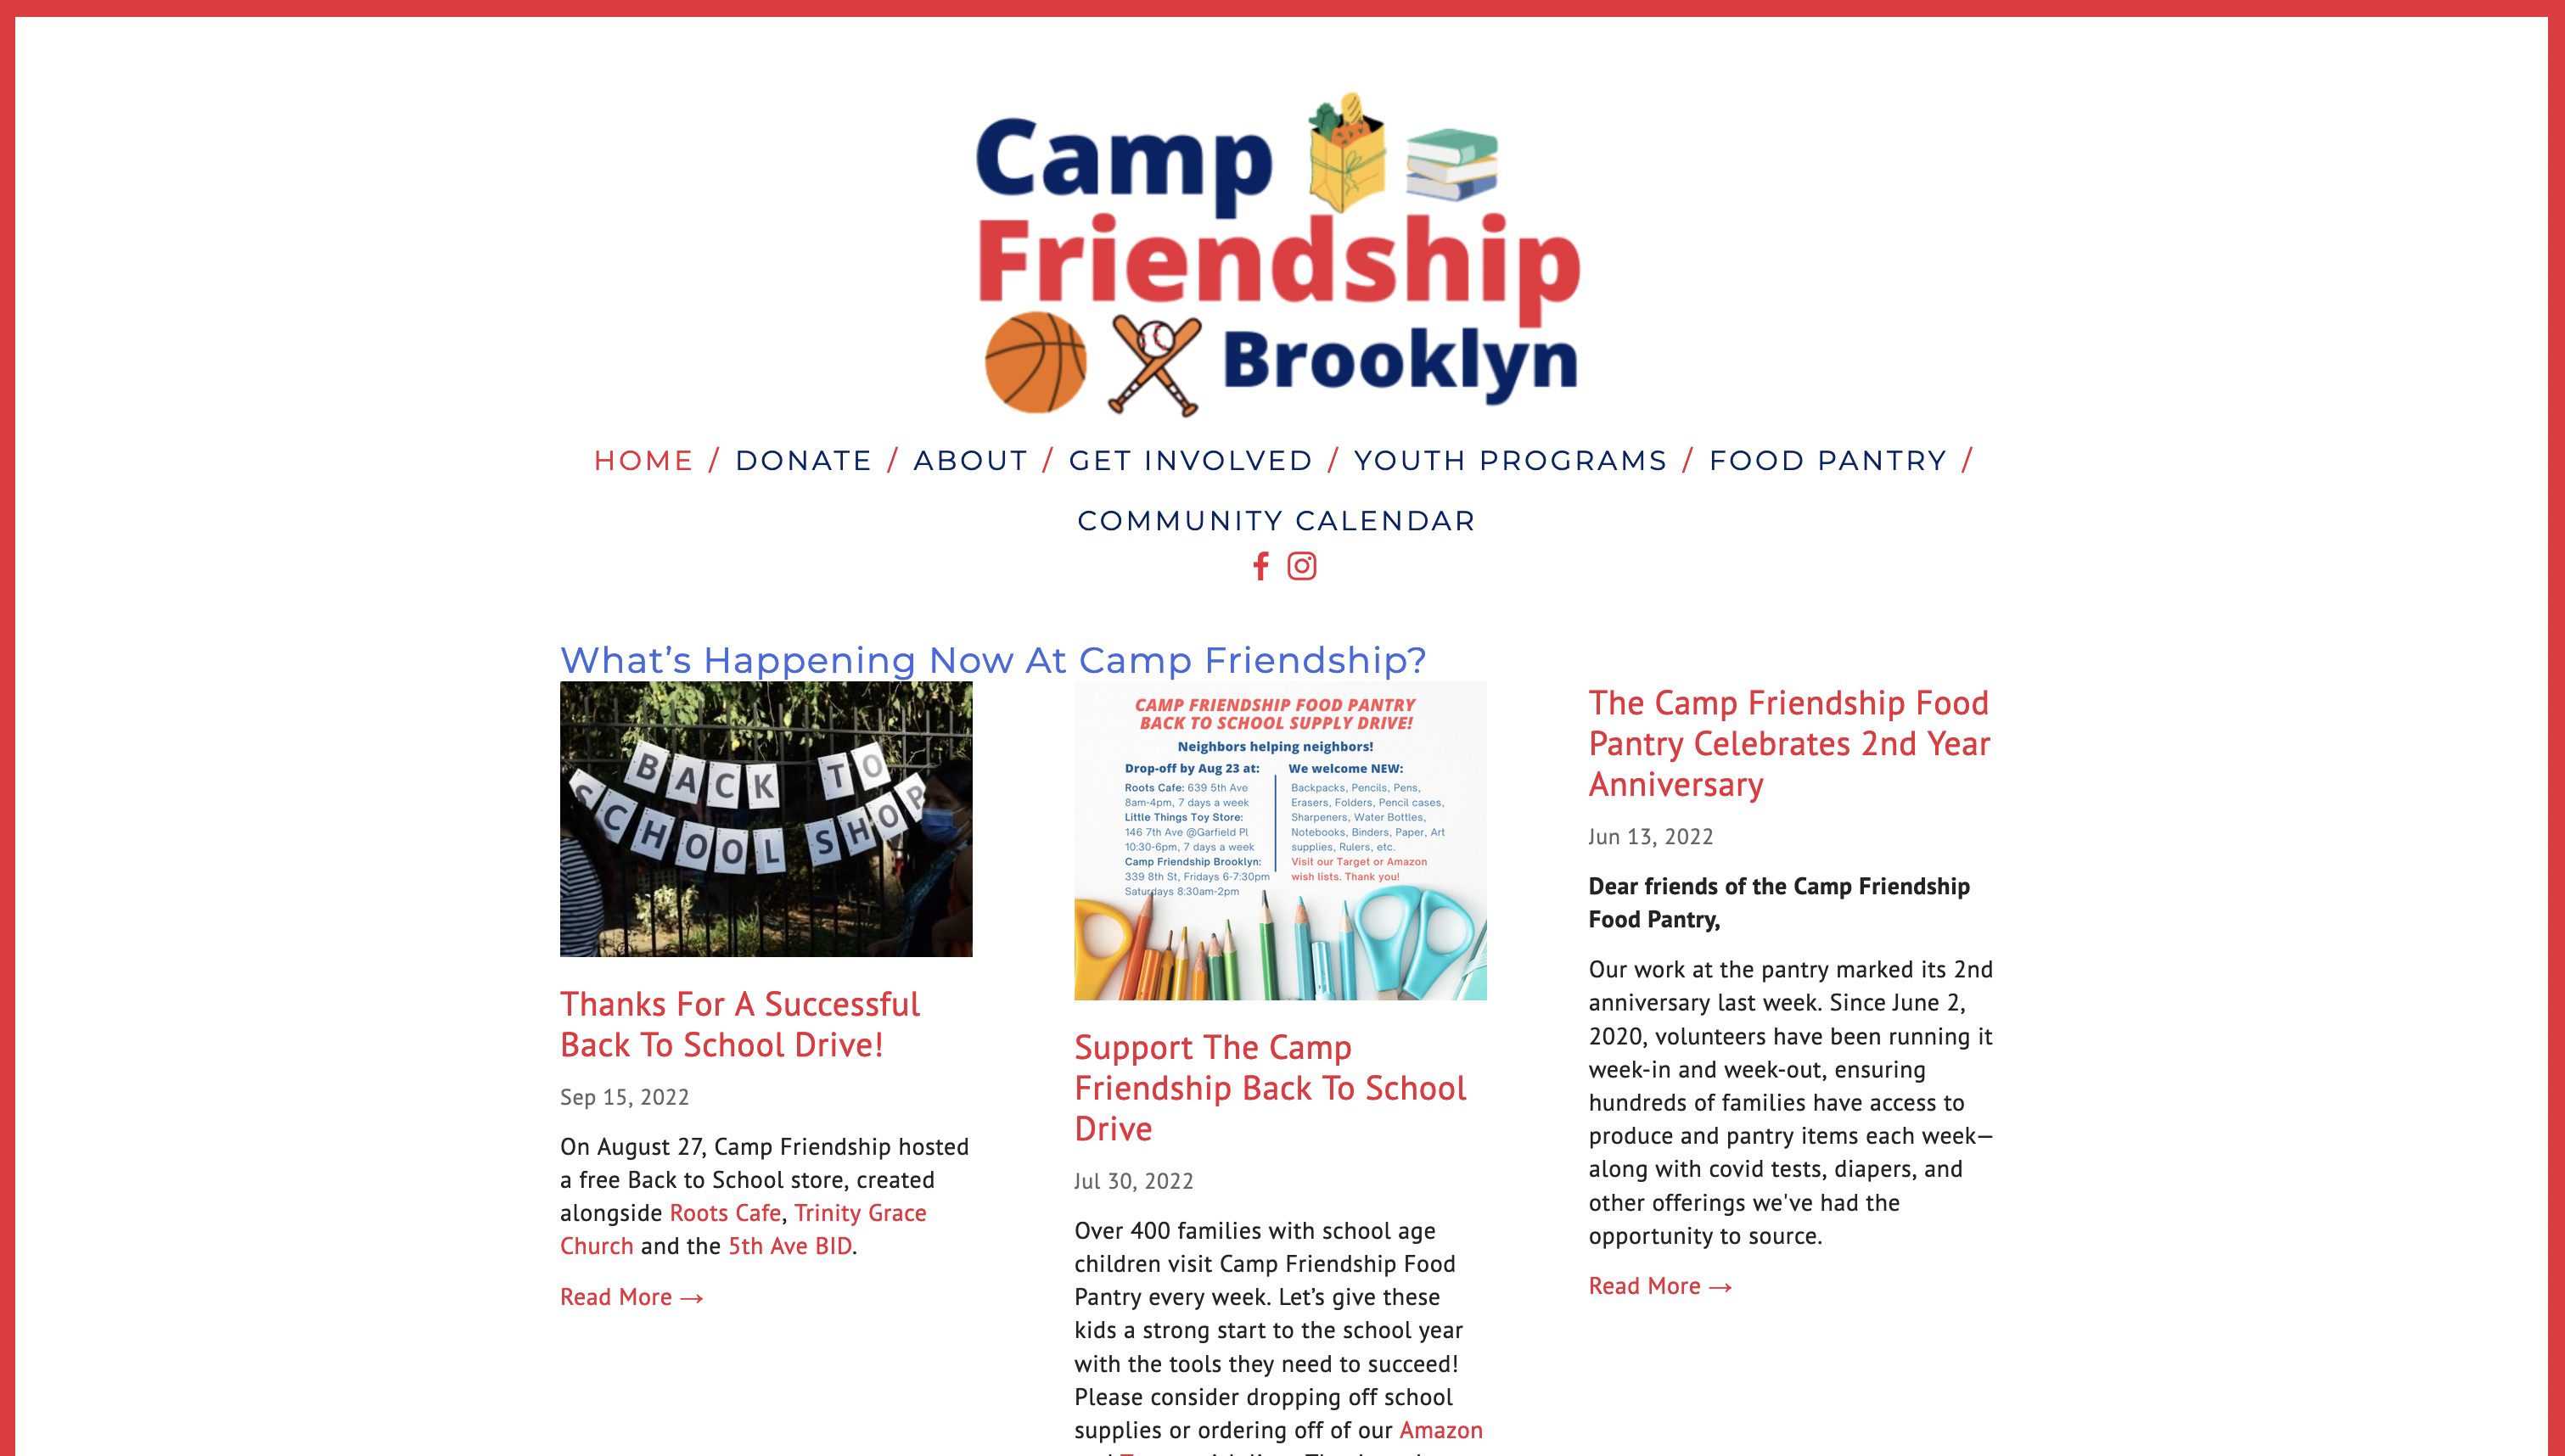 Camp
Friendship
Brooklyn
HOME / DONATE / ABOUT / GET INVOLVED / YOUTH PROGRAMS / FOOD PANTRY /
COMMUNITY CALENDAR
What’s Happening Now At Camp Friendship?
BACK TO
SCHOOL SHOP
Thanks For A Successful
Back To School Drive!
Sep 15, 2022
On August 27, Camp Friendship hosted
a free Back to School store, created
alongside Roots Cafe, Trinity Grace
Church and the 5th Ave BID.
Read More →
CAMP FRIENDSHIP FOOD PANTRY
BACK TO SCHOOL SUPPLY DRIVE!
Neighbors helping neighbors!
Drop-off by Aug 23 at:
Roots Cafe: 639 5th Ave
8am-4pm, 7 days a week
Little Things Toy Store:
146 7th Ave @Garfield Pl
10:30-6pm, 7 days a week
Camp Friendship Brooklyn:
339 8th St, Fridays 6-7:30pm
Saturdays 8:30am-2pm
We welcome NEW:
Backpacks, Pencils, Pens,
Erasers, Folders, Pencil cases,
Sharpeners, Water Bottles,
Notebooks, Binders, Paper, Art
supplies, Rulers, etc.
Visit our Target or Amazon
wish lists. Thank you!
Support The Camp
Friendship Back To School
Drive
Jul 30, 2022
Over 400 families with school age
children visit Camp Friendship Food
Pantry every week. Let’s give these
kids a strong start to the school year
with the tools they need to succeed!
Please consider dropping off school
supplies or ordering off of our Amazon
The Camp Friendship Food
Pantry Celebrates 2nd Year
Anniversary
Jun 13, 2022
Dear friends of the Camp Friendship
Food Pantry,
Our work at the pantry marked its 2nd
anniversary last week. Since June 2,
2020, volunteers have been running it
week-in and week-out, ensuring
hundreds of families have access to
produce and pantry items each week—
along with covid tests, diapers, and
other offerings we've had the
opportunity to source.
Read More →